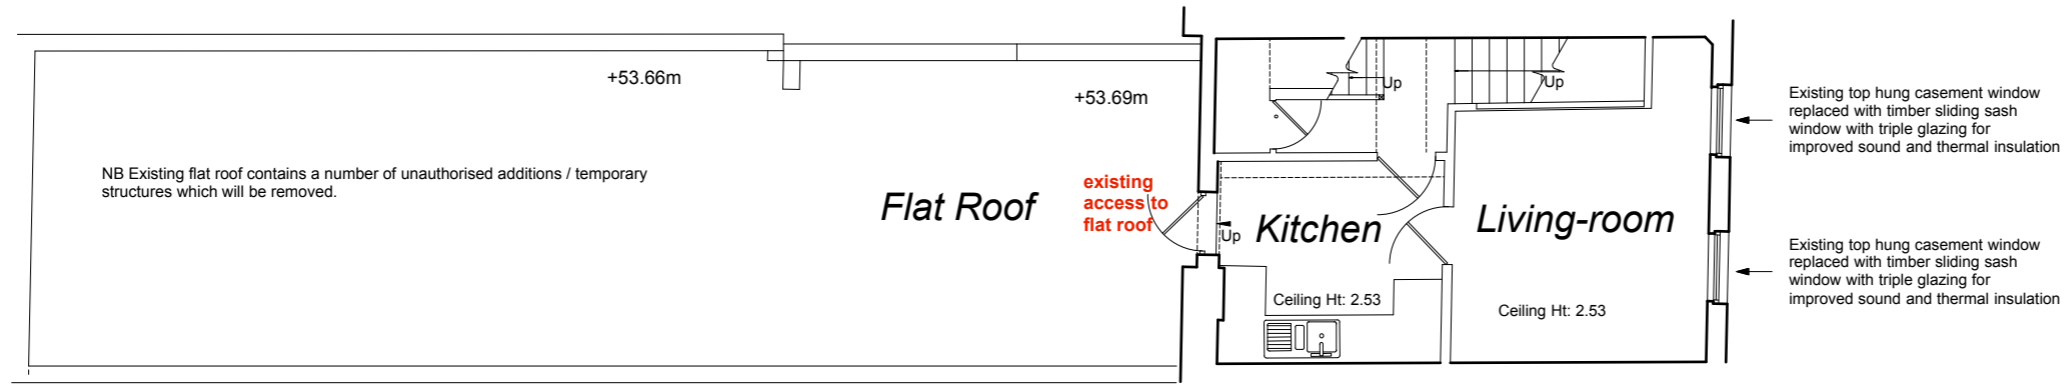 +53.66m
+53.69m
NB Existing flat roof contains a number of unauthorised additions / temporary
structures which will be removed.
Flat Roof
existing
access to
flat roof
Up
Kitchen
Ceiling Ht: 2.53
Up
Up
Living-room
Ceiling Ht: 2.53
Existing top hung casement window
replaced with timber sliding sash
window with triple glazing for
improved sound and thermal insulation
Existing top hung casement window
replaced with timber sliding sash
window with triple glazing for
improved sound and thermal insulation